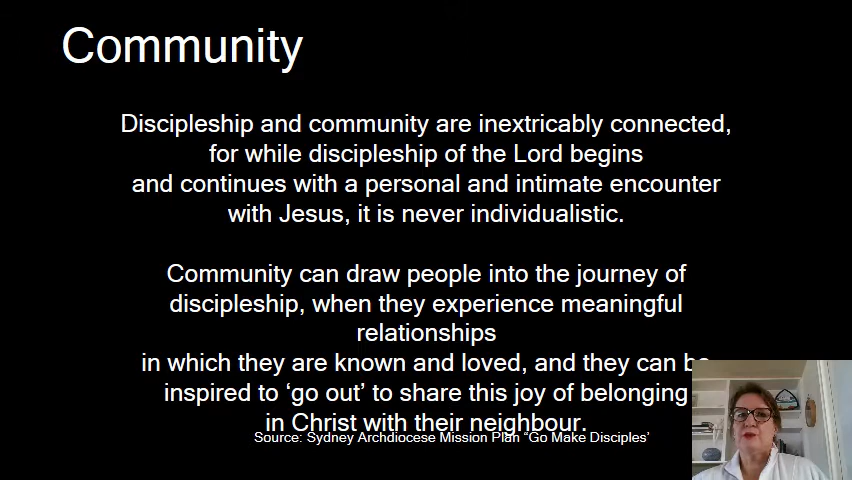 Community
Discipleship and community are inextricably connected,
for while discipleship of the Lord begins
and continues with a personal and intimate encounter
with Jesus, it is never individualistic.
Community can draw people into the journey of
discipleship, when they experience meaningful
relationships
in which they are known and loved, and they can be
inspired to ‘go out’ to share this joy of belonging
in Christ with their neighbour.
Source: Sydney Archdiocese Mission Plan “Go Make Disciples’